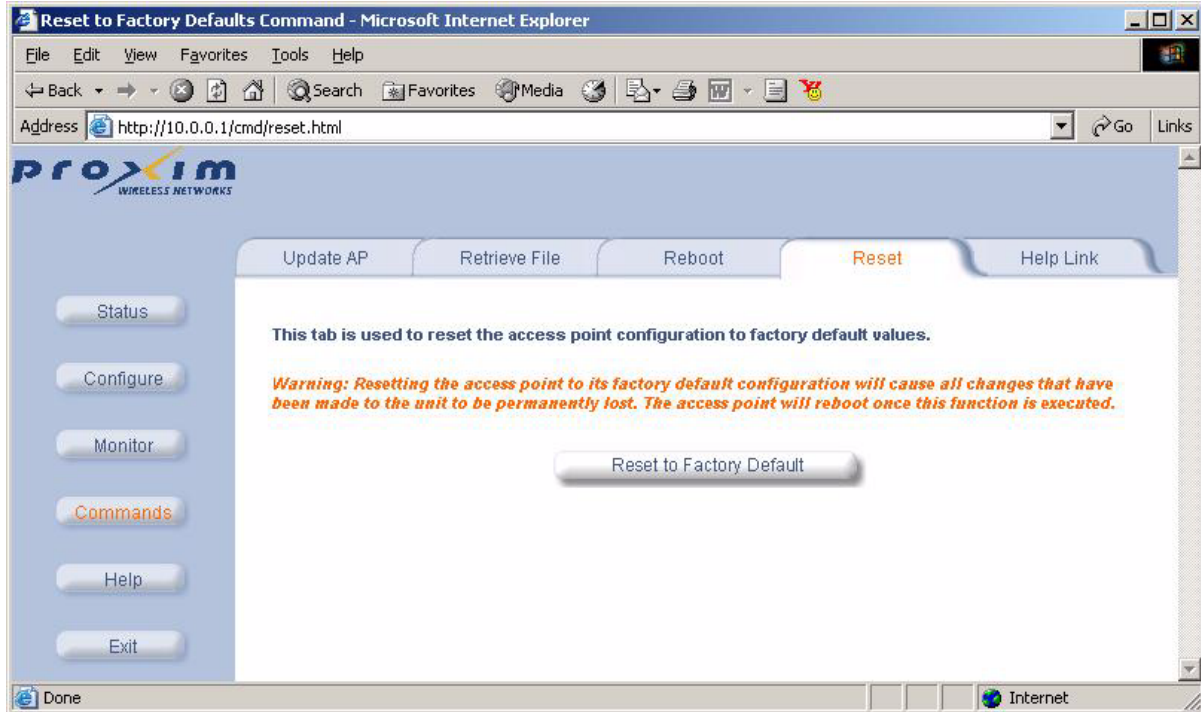 Reset to Factory Defaults Command - Microsoft Internet Explorer
File Edit View Favorites Tools Help
Back Search Favorites Media
Address http://10.0.0.1/cmd/reset.html Go Links
proxim
WIRELESS NETWORKS
Update AP Retrieve File Reboot Reset Help Link
Status
Configure
Monitor
Commands
Help
Exit
This tab is used to reset the access point configuration to factory default values.
Warning: Resetting the access point to its factory default configuration will cause all changes that have
been made to the unit to be permanently lost. The access point will reboot once this function is executed.
Reset to Factory Default
Done Internet